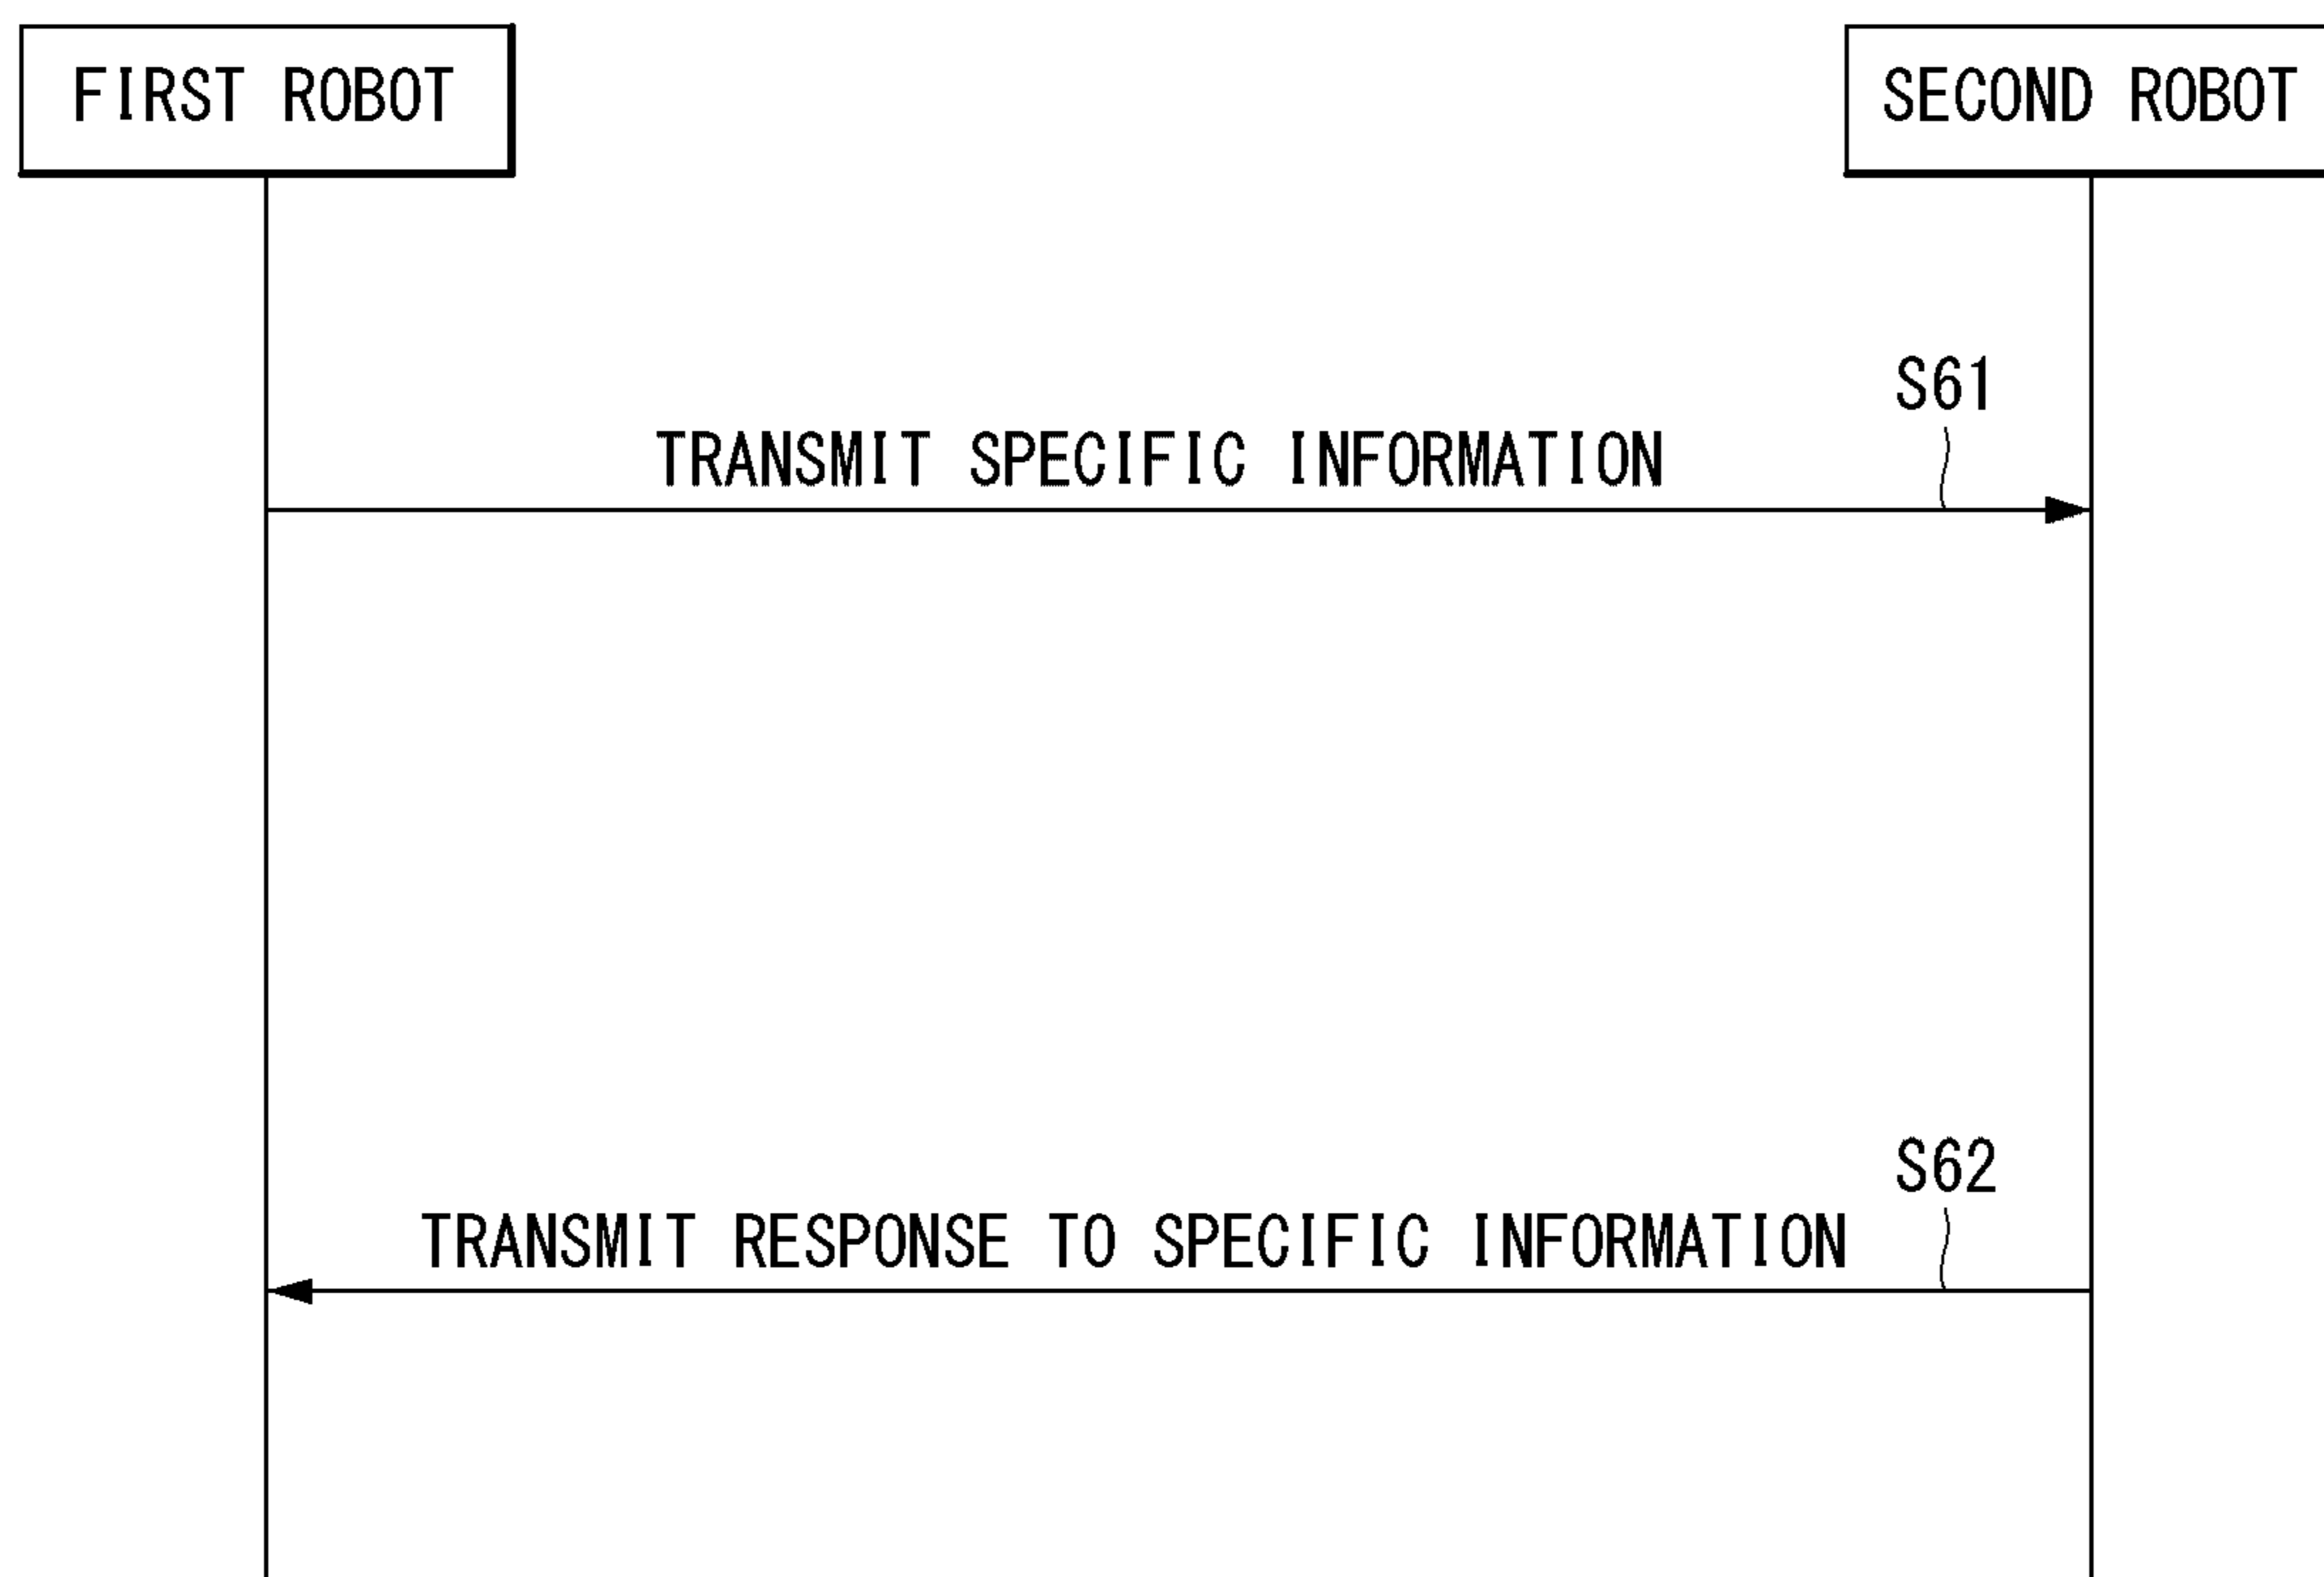 FIRST ROBOT
SECOND ROBOT
S61
TRANSMIT SPECIFIC INFORMATION
S62
TRANSMIT RESPONSE TO SPECIFIC INFORMATION